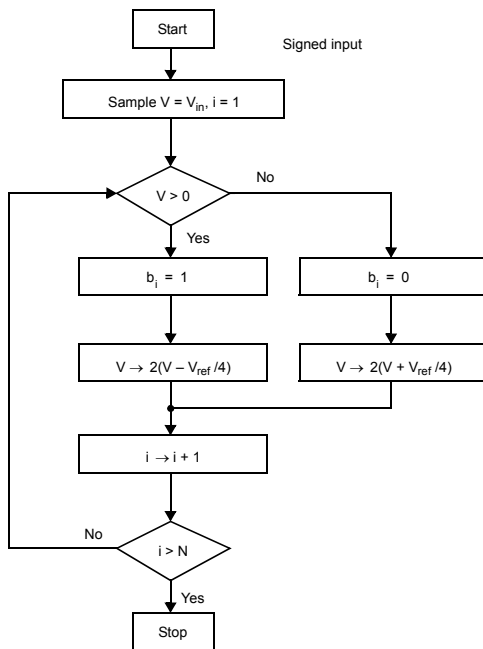 Start
Signed input
Sample V = V_in, i = 1
V > 0
No
Yes
b_i = 1
b_i = 0
V → 2(V – V_ref /4)
V → 2(V + V_ref /4)
i → i + 1
No
i > N
Yes
Stop